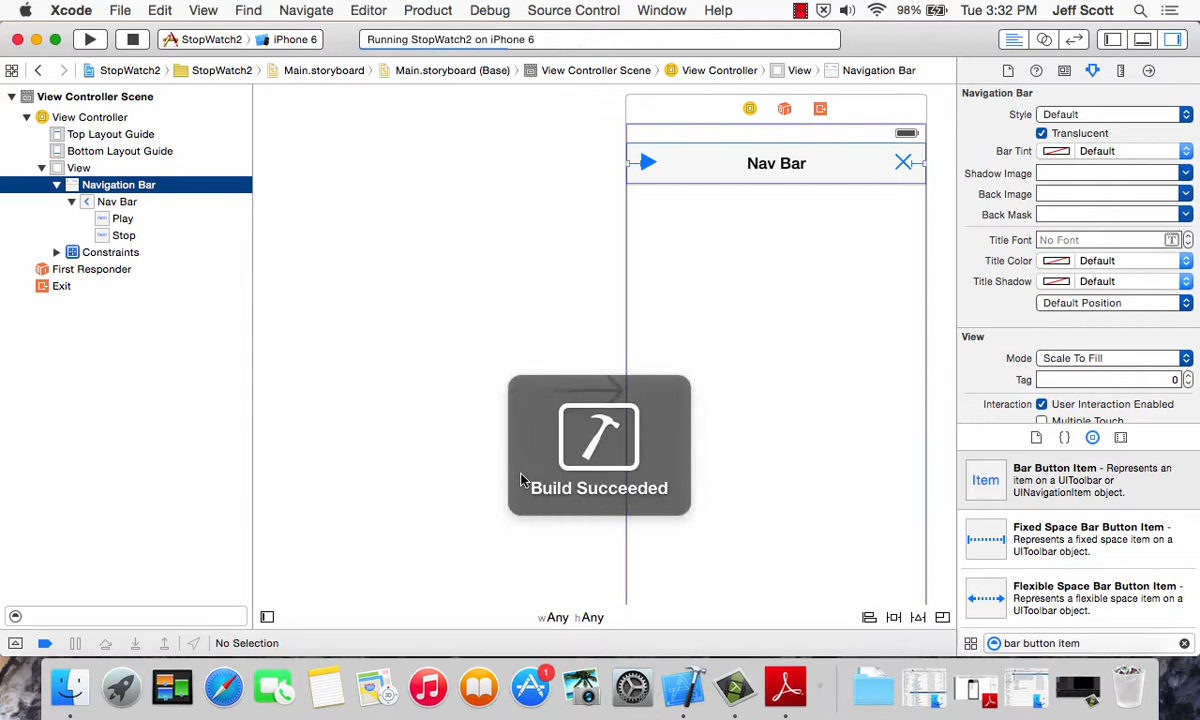 Xcode File Edit View Find Navigate Editor Product Debug Source Control Window Help 98% Tue 3:32 PM Jeff Scott
StopWatch2 iPhone 6 Running StopWatch2 on iPhone 6
StopWatch2 StopWatch2 Main.storyboard Main.storyboard (Base) View Controller Scene View Controller View Navigation Bar
View Controller Scene
View Controller
Top Layout Guide
Bottom Layout Guide
View
Navigation Bar
Nav Bar
Play
Stop
Constraints
First Responder
Exit
Nav Bar
Build Succeeded
wAny hAny
No Selection
Navigation Bar
Style Default
Translucent
Bar Tint Default
Shadow Image
Back Image
Back Mask
Title Font No Font T
Title Color Default
Title Shadow Default
Default Position
View
Mode Scale To Fill
Tag 0
Interaction User Interaction Enabled
Multiple Touch
Item
Bar Button Item - Represents an
item on a UIToolbar or
UINavigationItem object.
Fixed Space Bar Button Item -
Represents a fixed space item on a
UIToolbar object.
Flexible Space Bar Button Item -
Represents a flexible space item on a
UIToolbar object.
bar button item
1